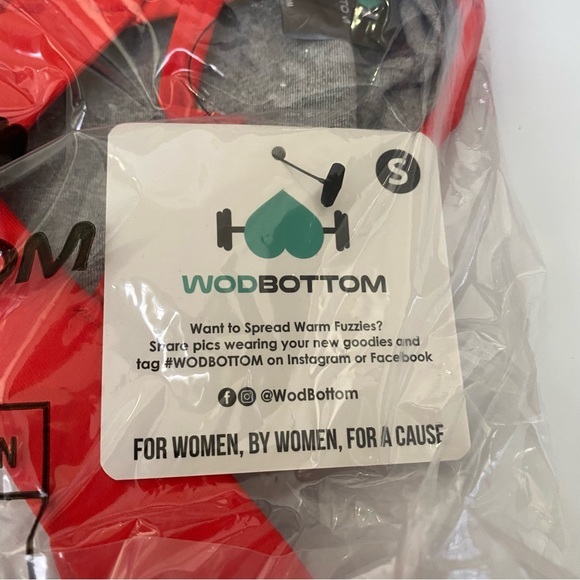 S
WODBOTTOM
Want to Spread Warm Fuzzies?
Share pics wearing your new goodies and
tag #WODBOTTOM on Instagram or Facebook
@WodBottom
FOR WOMEN, BY WOMEN, FOR A CAUSE
OM
N